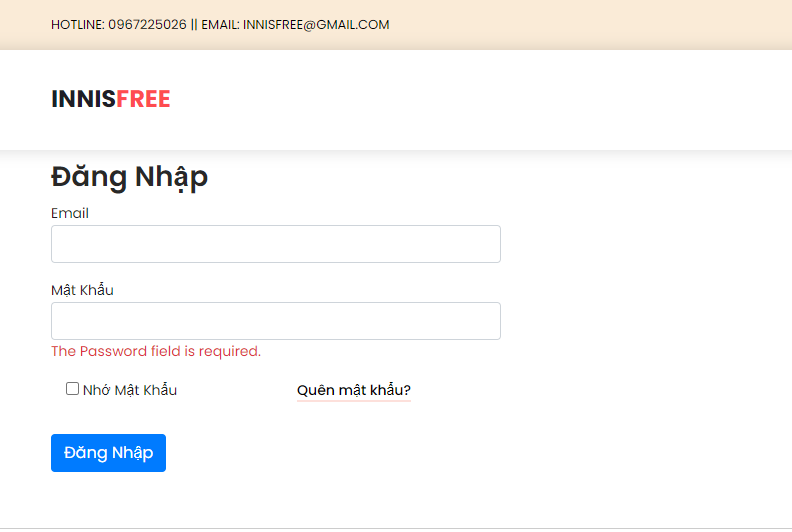 HOTLINE: 0967225026 || EMAIL: INNISFREE@GMAIL.COM
INNISFREE
Đăng Nhập
Email
Mật Khẩu
The Password field is required.
Nhớ Mật Khẩu Quên mật khẩu?
Đăng Nhập